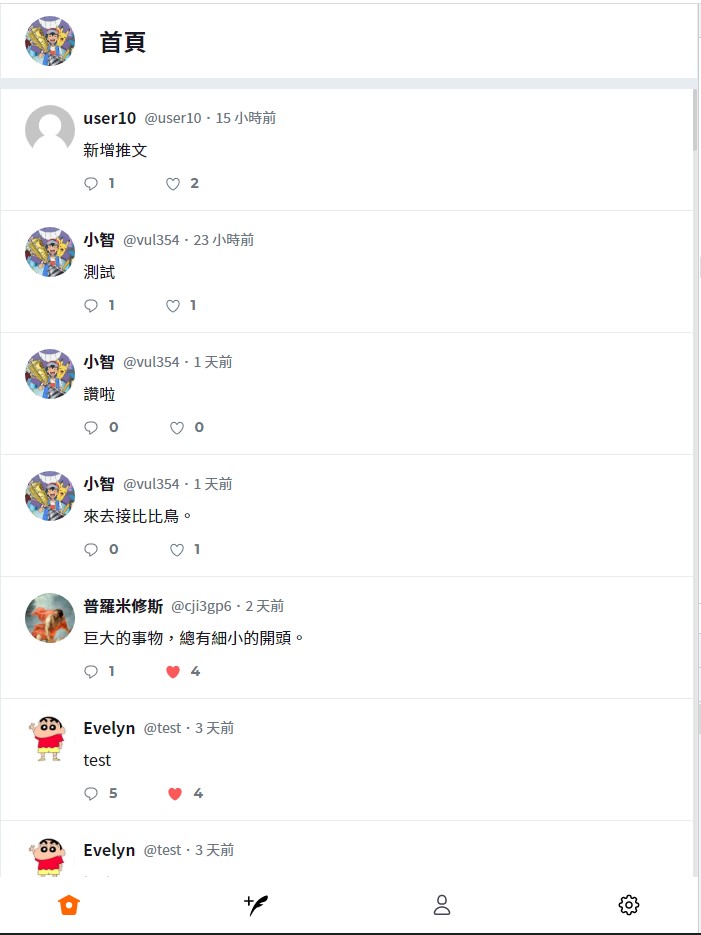 首頁
user10 @user10・15 小時前
新增推文
1 2
小智 @vul354・23 小時前
測試
1 1
小智 @vul354・1 天前
讚啦
0 0
小智 @vul354・1 天前
來去接比比鳥。
0 1
普羅米修斯 @cji3gp6・2 天前
巨大的事物，總有細小的開頭。
1 4
Evelyn @test・3 天前
test
5 4
Evelyn @test・3 天前